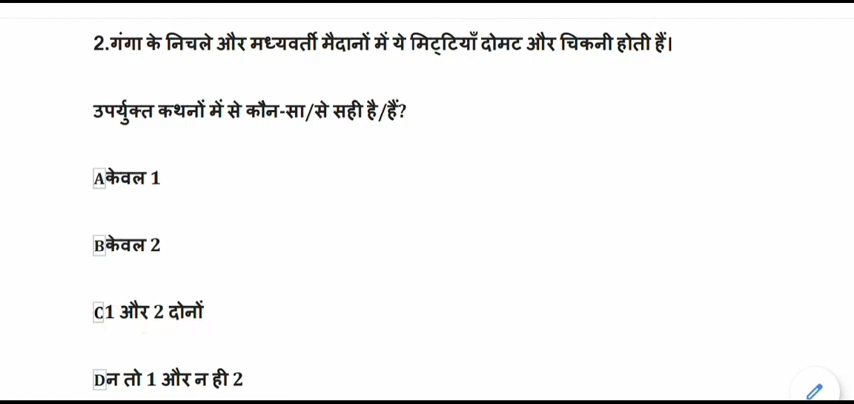 2.गंगा के निचले और मध्यवर्ती मैदानों में ये मिट्टियाँ दोमट और चिकनी होती हैं।
उपर्युक्त कथनों में से कौन-सा/से सही है/हैं?
Aकेवल 1
Bकेवल 2
C1 और 2 दोनों
Dन तो 1 और न ही 2